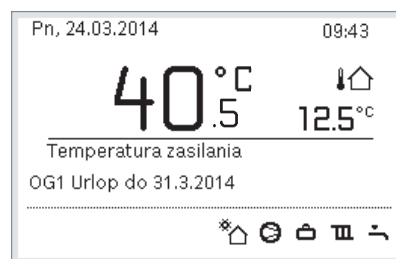 Pn, 24.03.2014 09:43
40.5 °C
12.5°C
Temperatura zasilania
OG1 Urlop do 31.3.2014